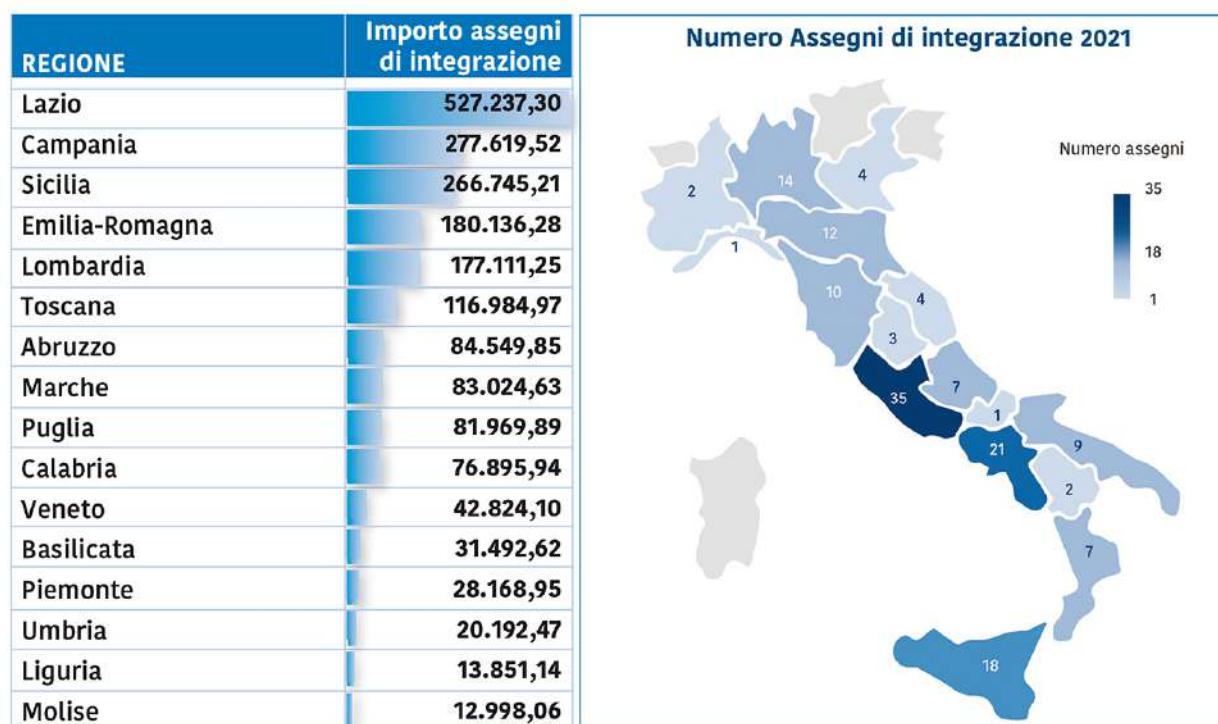 REGIONE
Importo assegni
di integrazione
Lazio 527.237,30
Campania 277.619,52
Sicilia 266.745,21
Emilia-Romagna 180.136,28
Lombardia 177.111,25
Toscana 116.984,97
Abruzzo 84.549,85
Marche 83.024,63
Puglia 81.969,89
Calabria 76.895,94
Veneto 42.824,10
Basilicata 31.492,62
Piemonte 28.168,95
Umbria 20.192,47
Liguria 13.851,14
Molise 12.998,06
Numero Assegni di integrazione 2021
Numero assegni
35
18
1
2
14
4
12
1
10
4
3
7
35
1
21
9
2
7
18